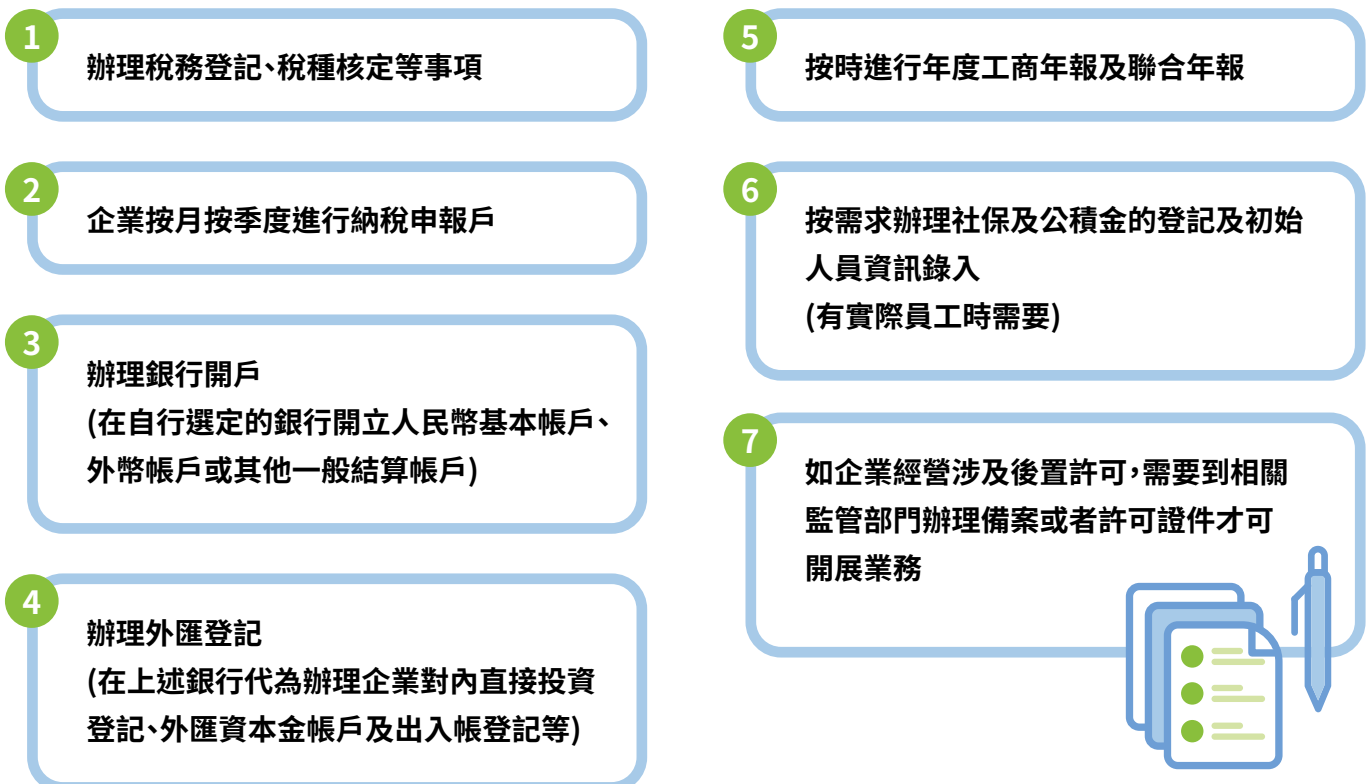 1
辦理稅務登記、稅種核定等事項
2
企業按月按季度進行納稅申報戶
3
辦理銀行開戶
(在自行選定的銀行開立人民幣基本帳戶、
外幣帳戶或其他一般結算帳戶)
4
辦理外匯登記
(在上述銀行代為辦理企業對內直接投資
登記、外匯資本金帳戶及出入帳登記等)
5
按時進行年度工商年報及聯合年報
6
按需求辦理社保及公積金的登記及初始
人員資訊錄入
(有實際員工時需要)
7
如企業經營涉及後置許可,需要到相關
監管部門辦理備案或者許可證件才可
開展業務